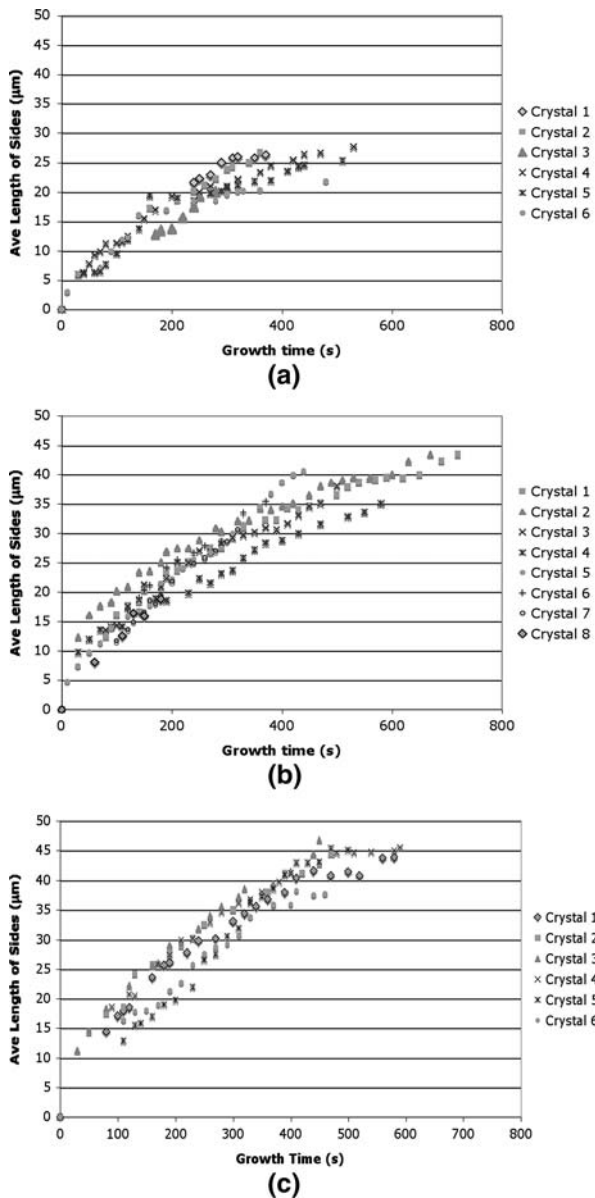 50
45
40
35
30
25
20
15
10
5
0
Ave Length of Sides (µm)
0 200 400 600 800
Growth time (s)
Crystal 1
Crystal 2
Crystal 3
Crystal 4
Crystal 5
Crystal 6
(a)
50
45
40
35
30
25
20
15
10
5
0
Ave Length of Sides (µm)
0 200 400 600 800
Growth time (s)
Crystal 1
Crystal 2
Crystal 3
Crystal 4
Crystal 5
Crystal 6
Crystal 7
Crystal 8
(b)
50
45
40
35
30
25
20
15
10
5
0
Ave Length of Sides (µm)
0 100 200 300 400 500 600 700 800
Growth Time (s)
Crystal 1
Crystal 2
Crystal 3
Crystal 4
Crystal 5
Crystal 6
(c)